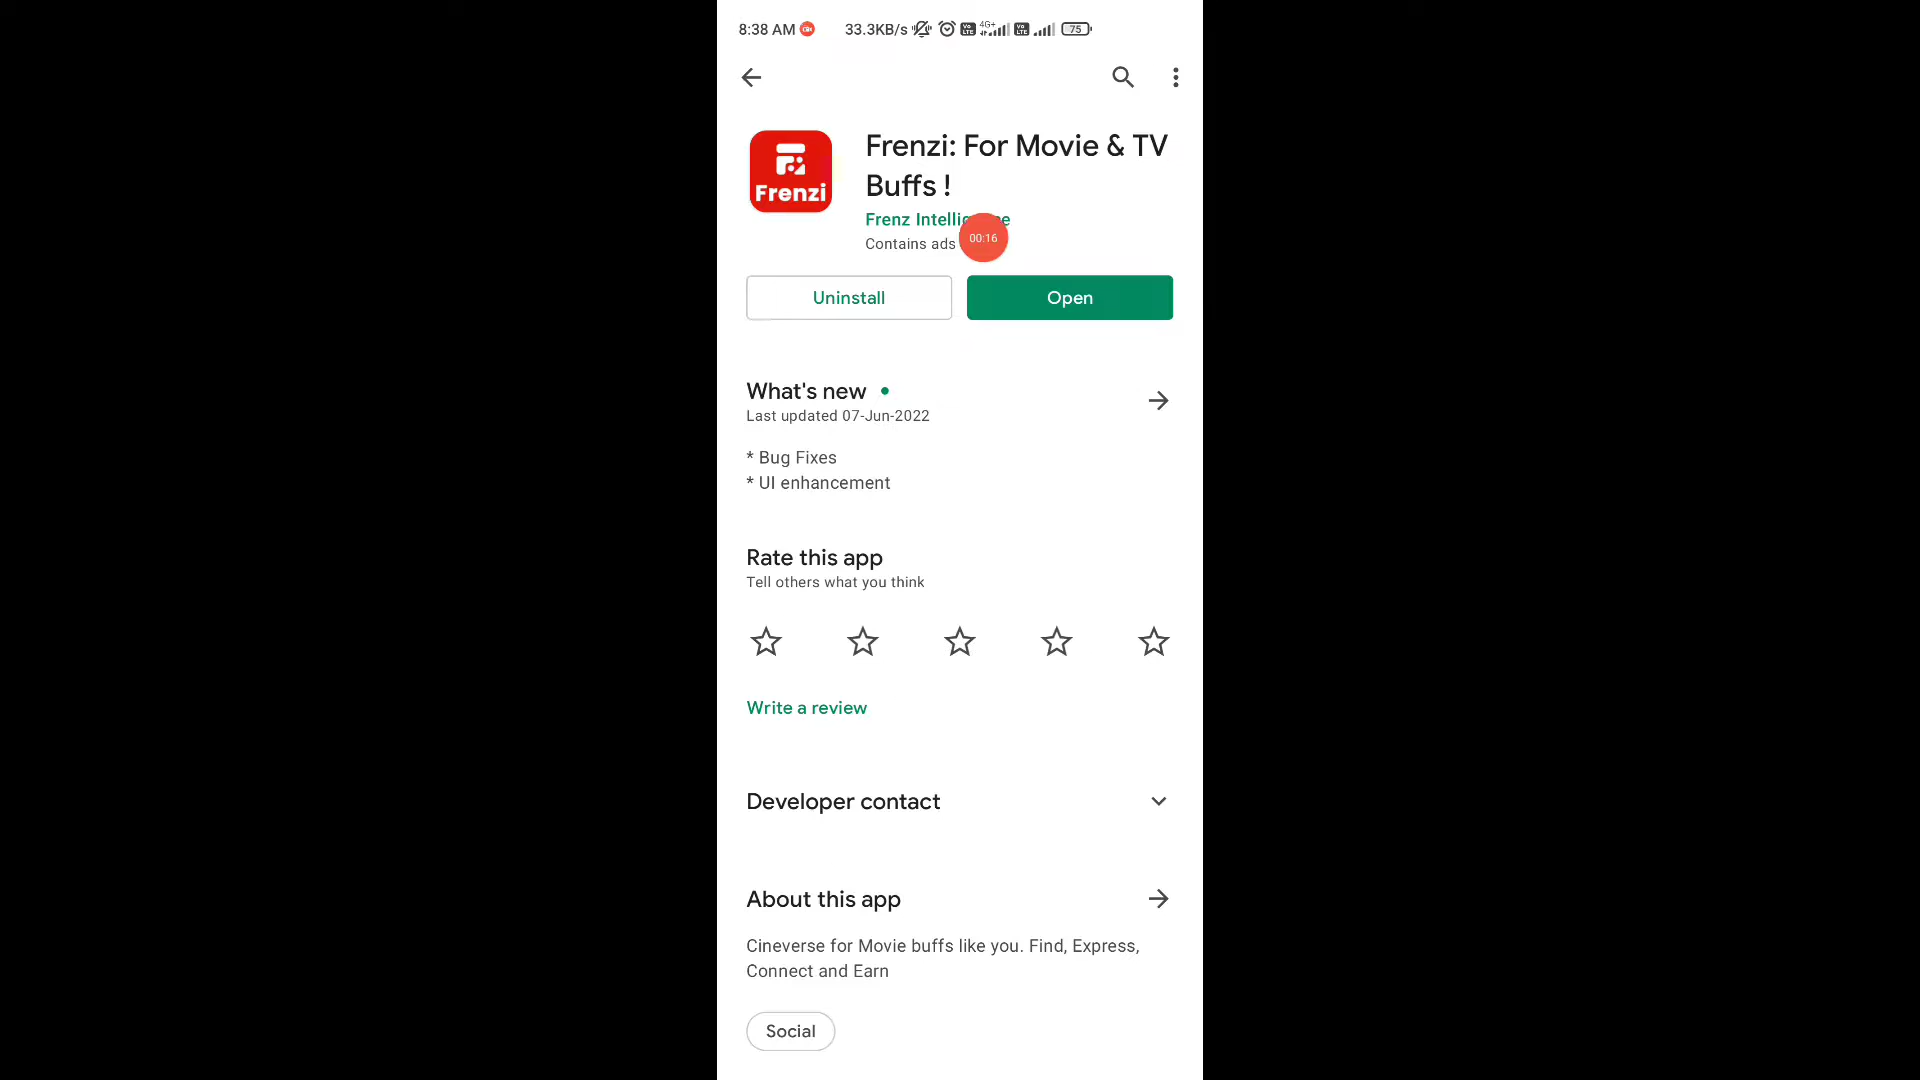 8:38 AM 33.3KB/s 4G+ 75
Frenzi
Frenzi: For Movie & TV
Buffs !
Frenz
00:16
Contains ads
Uninstall
Open
What's new
Last updated 07-Jun-2022
* Bug Fixes
* UI enhancement
Rate this app
Tell others what you think
Write a review
Developer contact
About this app
Cineverse for Movie buffs like you. Find, Express,
Connect and Earn
Social